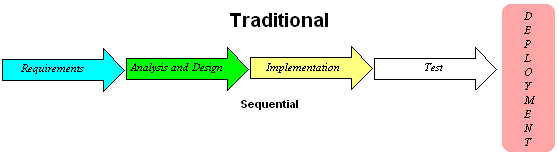 Traditional
Requirements
Analysis and Design
Implementation
Test
Sequential
D
E
P
L
O
Y
M
E
N
T